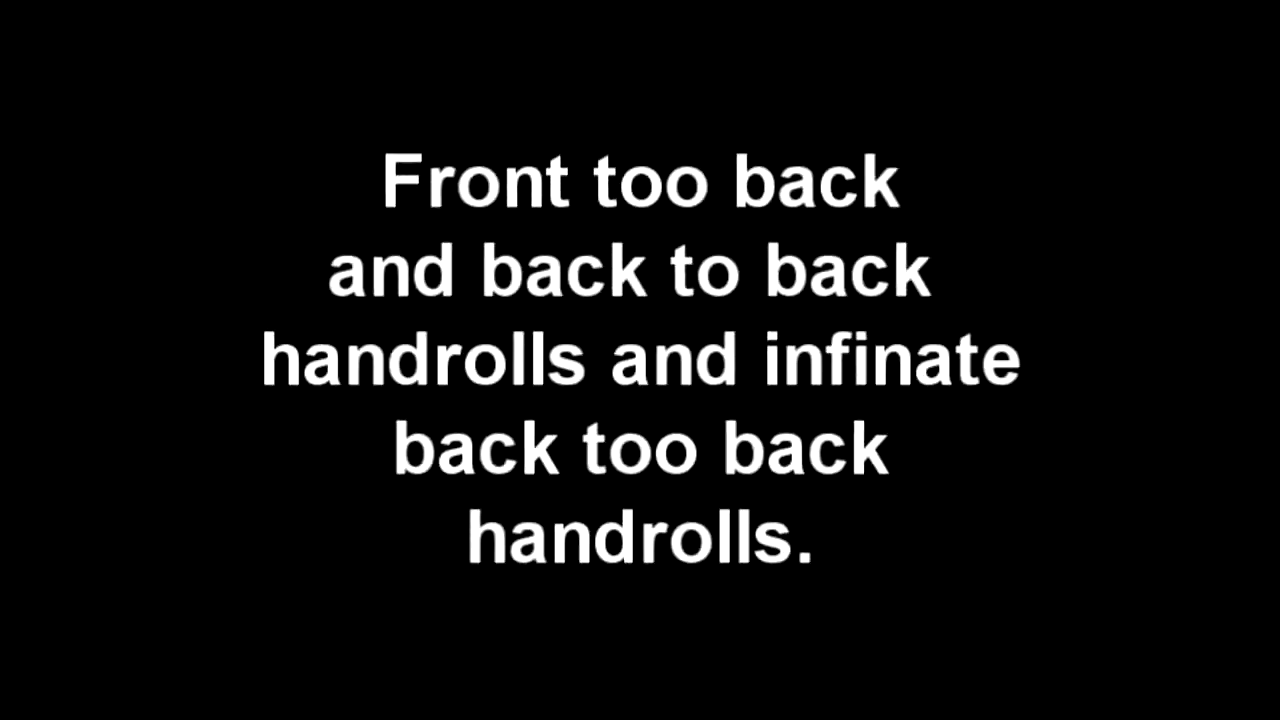 Front too back
and back to back
handrolls and infinate
back too back
handrolls.